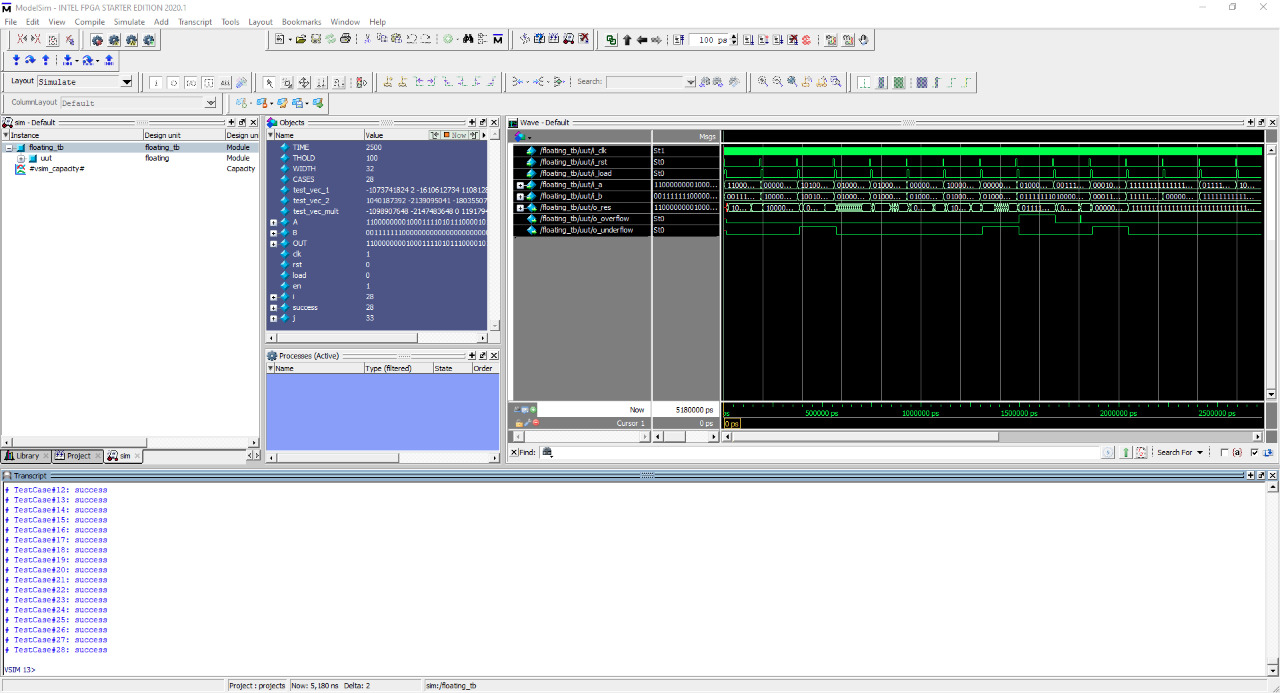 ModelSim - INTEL FPGA STARTER EDITION 2020.1
File Edit View Compile Simulate Add Transcript Tools Layout Bookmarks Window Help
100 ps
Layout Simulate
Search:
ColumnLayout Default
sim - Default
Instance Design unit Design un
floating_tb floating_tb Module
uut floating Module
#vsim_capacity# Capacity
Library Project sim
Objects
Name Value Now
TIME 2500
THOLD 100
WIDTH 32
CASES 28
test_vec_1 -1073741824 2 -1610612734 1108128
test_vec_2 1040187392 -2139095041 -18035507
test_vec_mult -1098907648 -2147483648 0 1191794
A 11000000001000111101011100001010
B 001111111000000000000000000000
OUT 1100000000100011110101110000101
clk 1
rst 0
load 0
en 1
i 28
success 28
j 33
Processes (Active)
Name Type (filtered) State Order
Wave - Default
Msgs
/floating_tb/uut/i_clk St1
/floating_tb/uut/i_rst St0
/floating_tb/uut/i_load St0
/floating_tb/uut/i_a 11000000001000...
/floating_tb/uut/i_b 00111111100000...
/floating_tb/uut/o_res 11000000001000...
/floating_tb/uut/o_overflow St0
/floating_tb/uut/o_underflow St0
Now 5180000 ps
Cursor 1 0 ps
ps 500000 ps 1000000 ps 1500000 ps 2000000 ps 2500000 ps
0 ps
Find: Search For
Transcript
# TestCase#12: success
# TestCase#13: success
# TestCase#14: success
# TestCase#15: success
# TestCase#16: success
# TestCase#17: success
# TestCase#18: success
# TestCase#19: success
# TestCase#20: success
# TestCase#21: success
# TestCase#22: success
# TestCase#23: success
# TestCase#24: success
# TestCase#25: success
# TestCase#26: success
# TestCase#27: success
# TestCase#28: success
VSIM 13>
Project : projects Now: 5,180 ns Delta: 2 sim:/floating_tb